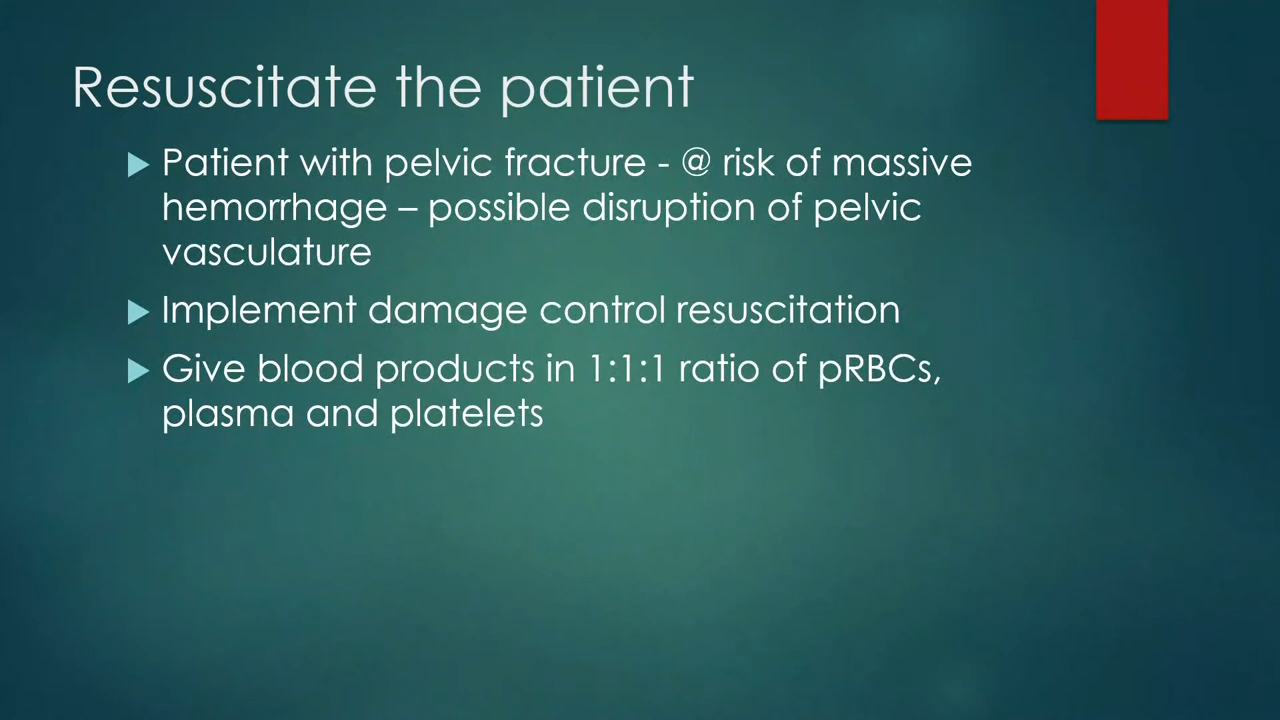 Resuscitate the patient
Patient with pelvic fracture - @ risk of massive
hemorrhage – possible disruption of pelvic
vasculature
Implement damage control resuscitation
Give blood products in 1:1:1 ratio of pRBCs,
plasma and platelets